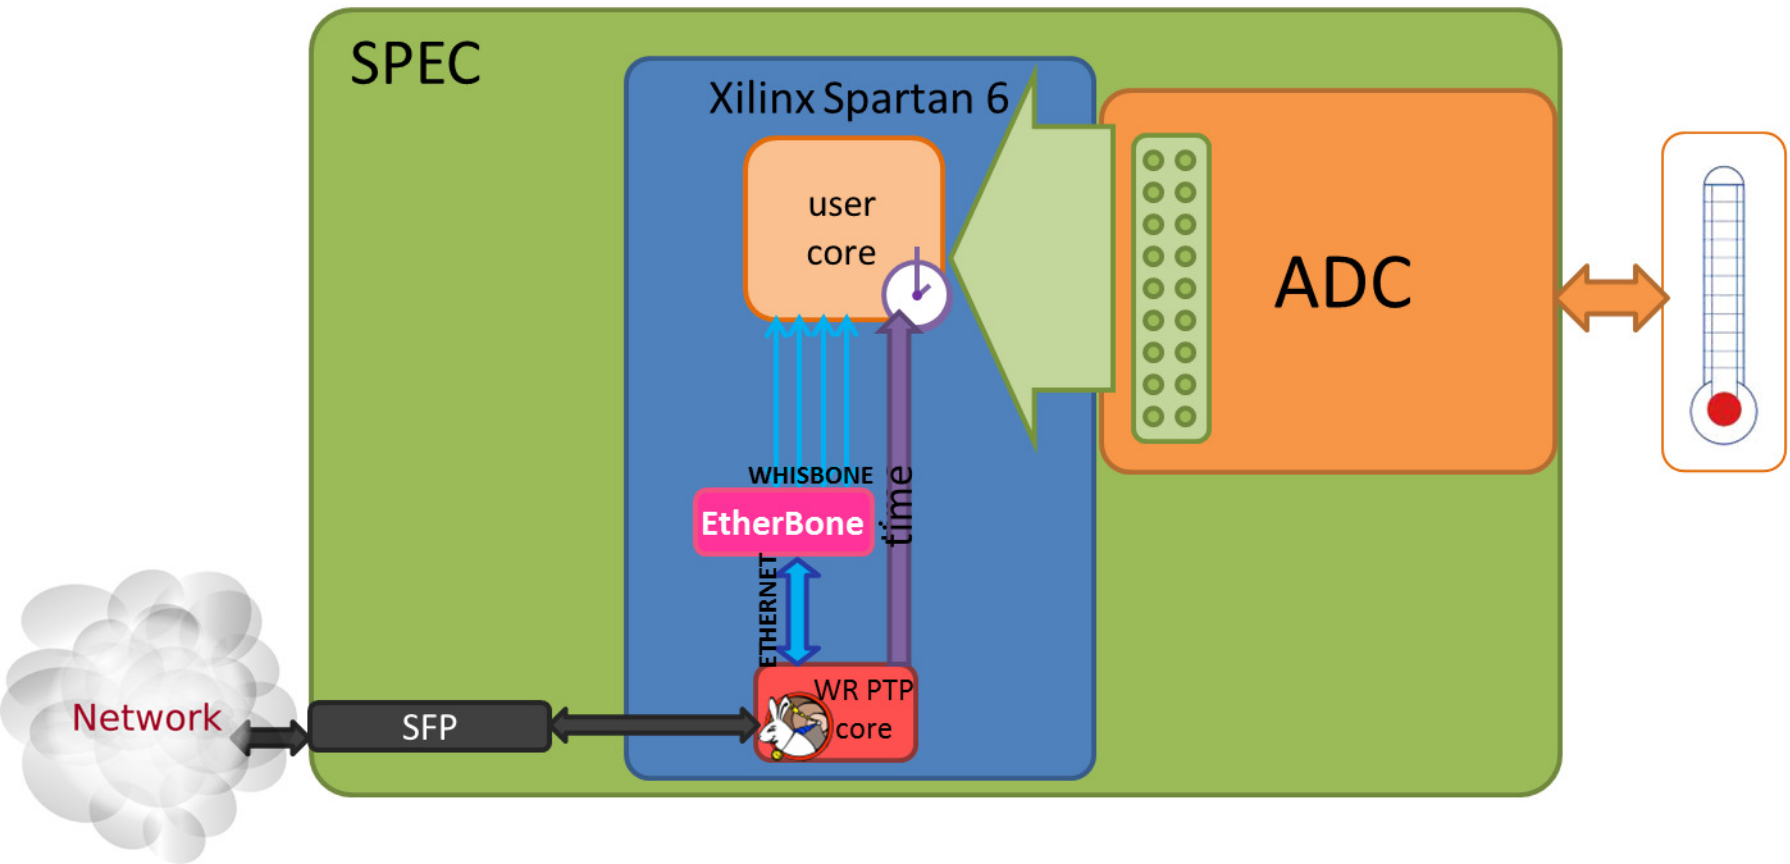 SPEC
Xilinx Spartan 6
user
core
ADC
WHISBONE
EtherBone
time
ETHERNET
WR PTP
core
SFP
Network